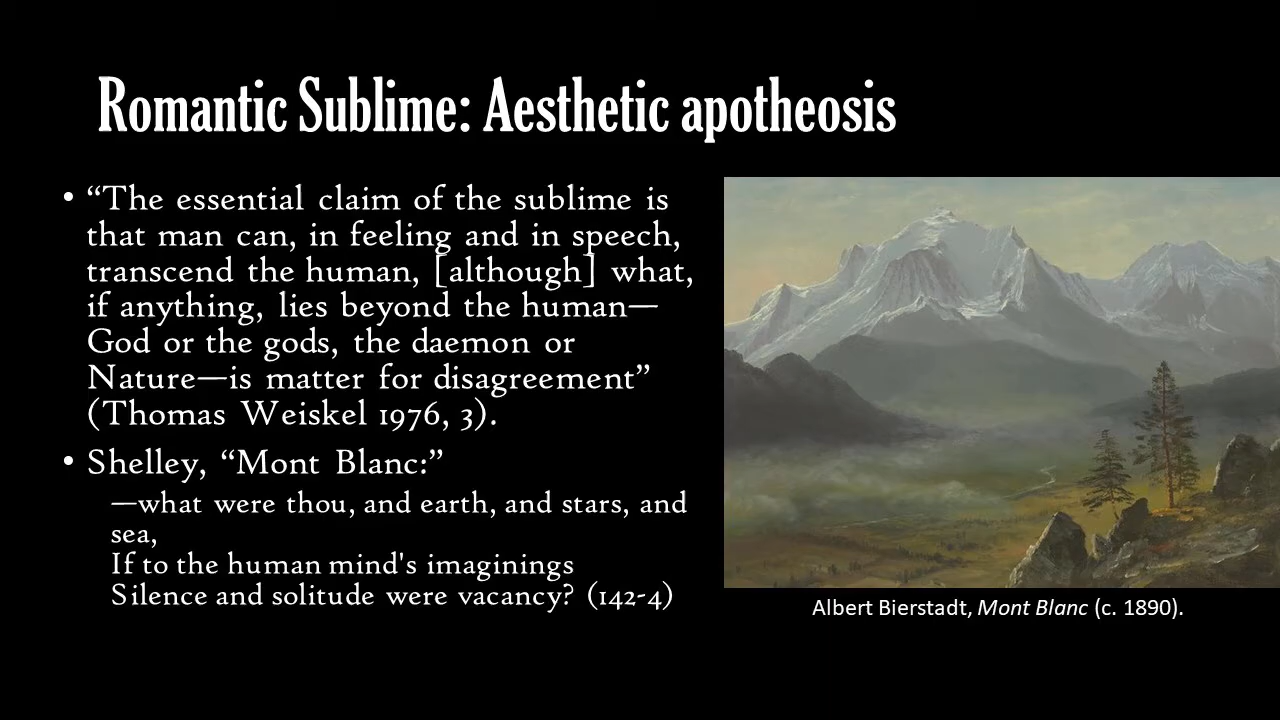 Romantic Sublime: Aesthetic apotheosis
• “The essential claim of the sublime is
that man can, in feeling and in speech,
transcend the human, [although] what,
if anything, lies beyond the human—
God or the gods, the daemon or
Nature—is matter for disagreement”
(Thomas Weiskel 1976, 3).
• Shelley, “Mont Blanc:”
—what were thou, and earth, and stars, and
sea,
If to the human mind's imaginings
Silence and solitude were vacancy? (142-4)
Albert Bierstadt, Mont Blanc (c. 1890).